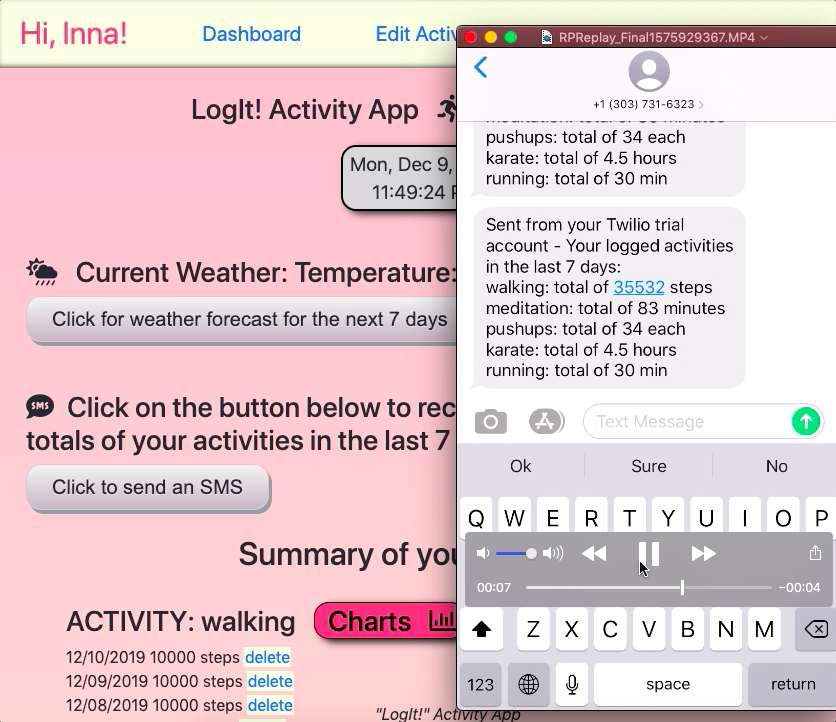 Hi, Inna!
Dashboard
Edit Activ
LogIt! Activity App
Mon, Dec 9,
11:49:24
Current Weather: Temperature:
Click for weather forecast for the next 7 days
SMS
Click on the button below to rec
totals of your activities in the last 7
Click to send an SMS
Summary of you
ACTIVITY: walking
Charts
12/10/2019 10000 steps delete
12/09/2019 10000 steps delete
12/08/2019 10000 steps delete
"LogIt!" Activity App
RPReplay_Final1575929367.MP4
+1 (303) 731-6323
pushups: total of 34 each
karate: total of 4.5 hours
running: total of 30 min
Sent from your Twilio trial
account - Your logged activities
in the last 7 days:
walking: total of 35532 steps
meditation: total of 83 minutes
pushups: total of 34 each
karate: total of 4.5 hours
running: total of 30 min
Text Message
Ok Sure No
Q W E R T Y U I O P
00:07 -00:04
Z X C V B N M
123 space return